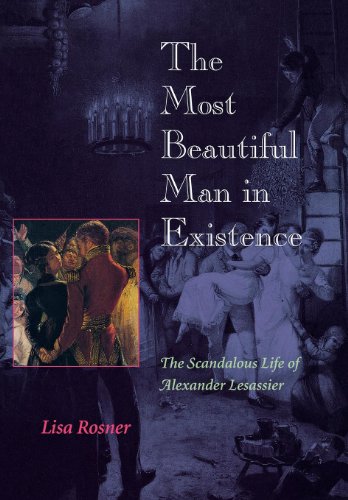 The
Most
Beautiful
Man in
Existence
The Scandalous Life of
Alexander Lesassier
Lisa Rosner